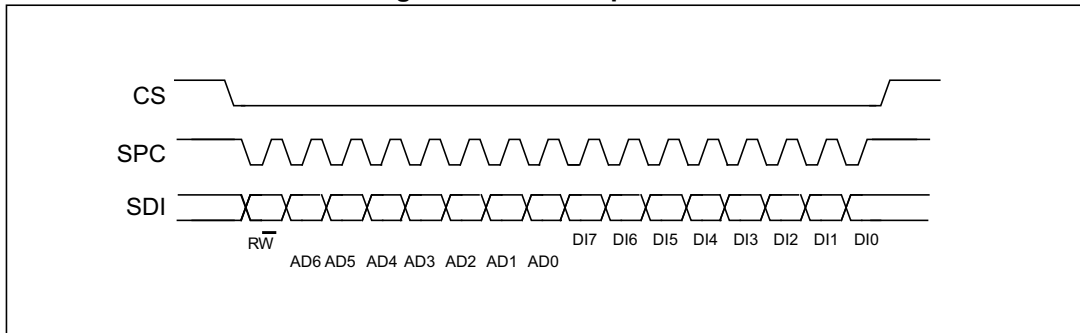 CS
SPC
SDI
RW̅
DI7 DI6 DI5 DI4 DI3 DI2 DI1 DI0
AD6 AD5 AD4 AD3 AD2 AD1 AD0